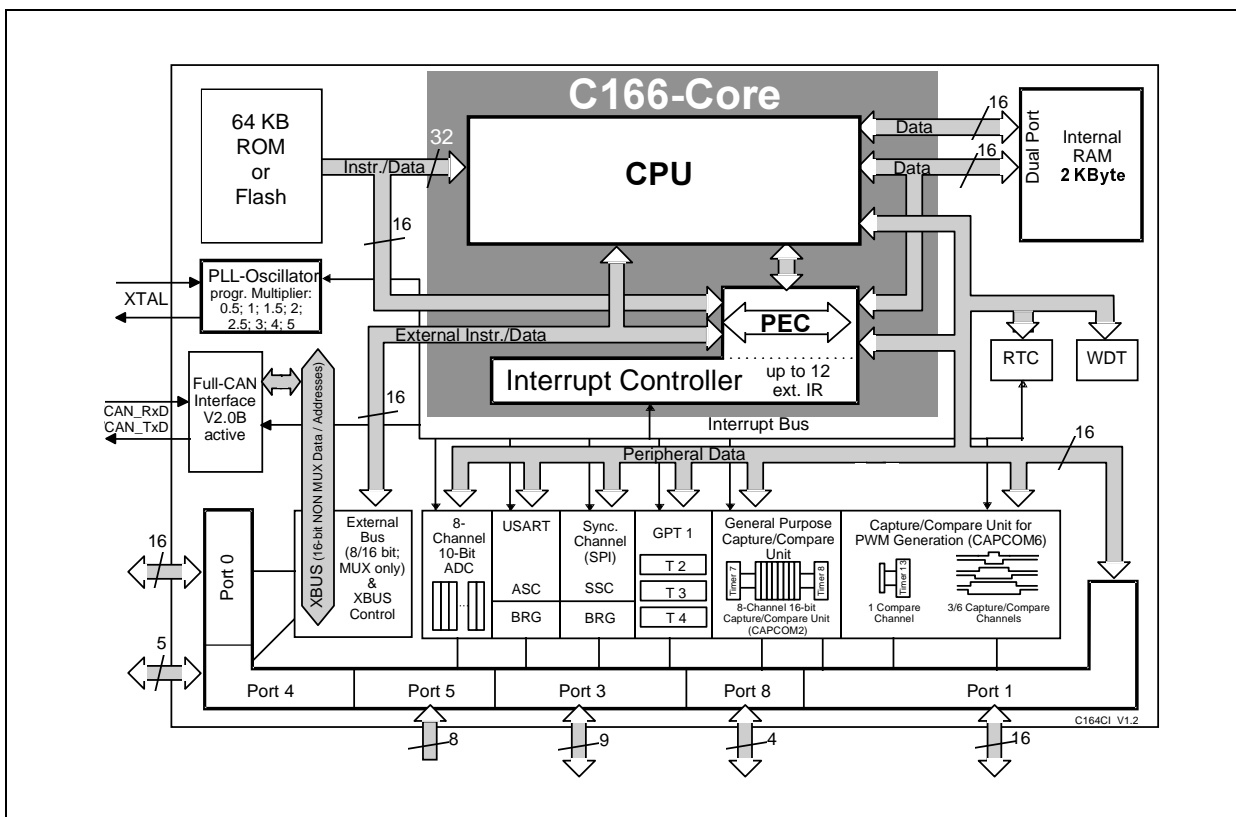 C166-Core
64 KB
ROM
or
Flash
Instr./Data
32
CPU
Data
16
Data
16
Dual Port
Internal
RAM
2 KByte
16
PLL-Oscillator
progr. Multiplier:
0.5; 1; 1.5; 2;
2.5; 3; 4; 5
XTAL
External Instr./Data
PEC
Interrupt Controller
up to 12
ext. IR
RTC
WDT
Full-CAN
Interface
V2.0B
active
CAN_RxD
CAN_TxD
XBUS (16-bit NON MUX Data / Addresses)
16
Interrupt Bus
Peripheral Data
16
External
Bus
(8/16 bit;
MUX only)
&
XBUS
Control
8-
Channel
10-Bit
ADC
USART
ASC
BRG
Sync.
Channel
(SPI)
SSC
BRG
GPT 1
T 2
T 3
T 4
General Purpose
Capture/Compare
Unit
Timer 7
Timer 8
8-Channel 16-bit
Capture/Compare Unit
(CAPCOM2)
Capture/Compare Unit for
PWM Generation (CAPCOM6)
Timer 13
1 Compare
Channel
3/6 Capture/Compare
Channels
16
Port 0
5
Port 4
Port 5
Port 3
Port 8
Port 1
C164CI V1.2
8
9
4
16